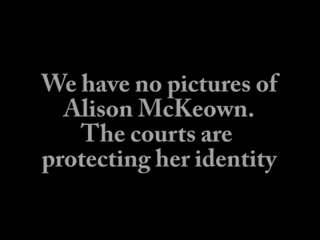 We have no pictures of
Alison McKeown.
The courts are
protecting her identity